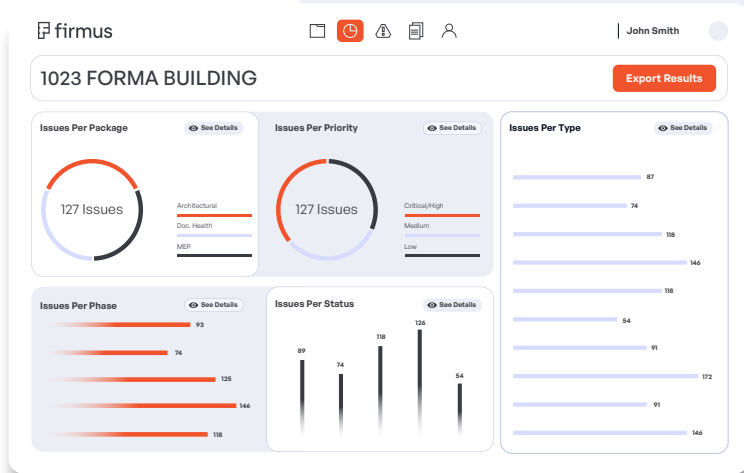 firmus
John Smith
1023 FORMA BUILDING
Export Results
Issues Per Package
See Details
127 Issues
Architectural
Doc. Health
MEP
Issues Per Priority
See Details
127 Issues
Critical/High
Medium
Low
Issues Per Type
See Details
87
74
118
146
118
54
91
172
91
146
Issues Per Phase
See Details
93
74
125
146
118
Issues Per Status
See Details
89
74
118
126
54